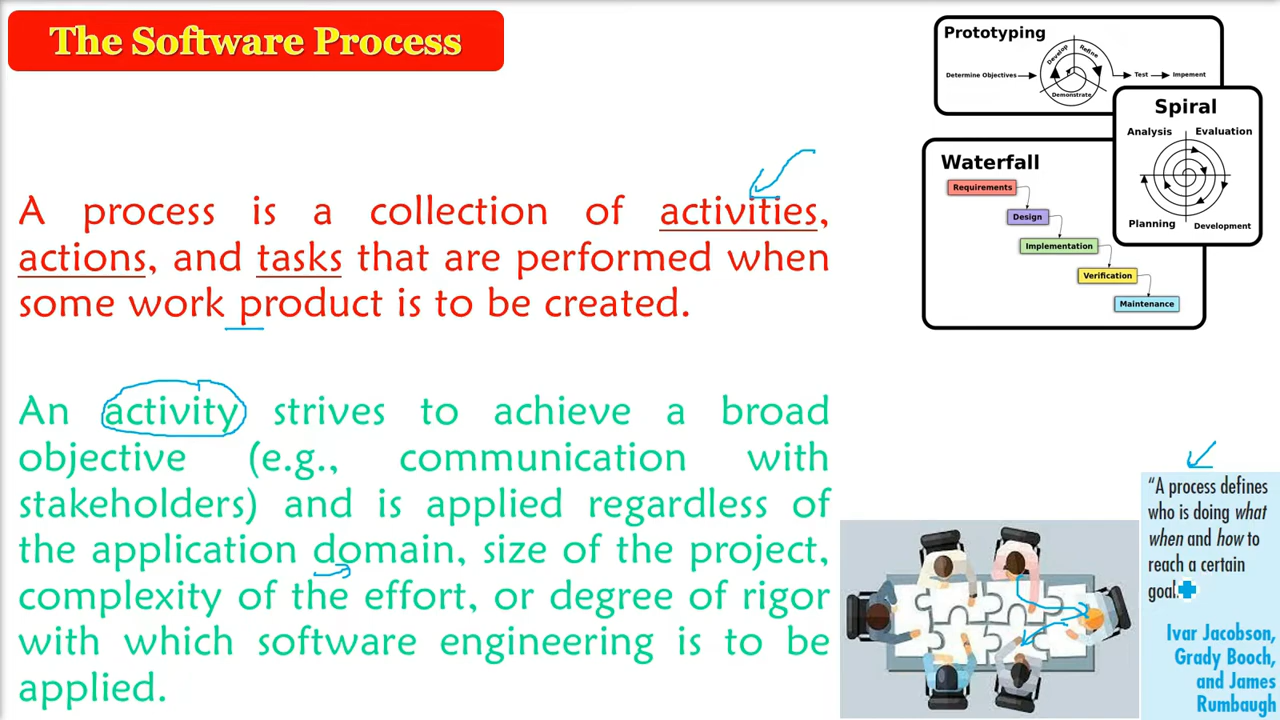 The Software Process
A process is a collection of activities,
actions, and tasks that are performed when
some work product is to be created.
An activity strives to achieve a broad
objective (e.g., communication with
stakeholders) and is applied regardless of
the application domain, size of the project,
complexity of the effort, or degree of rigor
with which software engineering is to be
applied.
Prototyping
Determine Objectives
Develop
Refine
Demonstrate
Test
Impement
Spiral
Analysis
Evaluation
Planning
Development
Waterfall
Requirements
Design
Implementation
Verification
Maintenance
“A process defines
who is doing what
when and how to
reach a certain
goal.
Ivar Jacobson,
Grady Booch,
and James
Rumbaugh